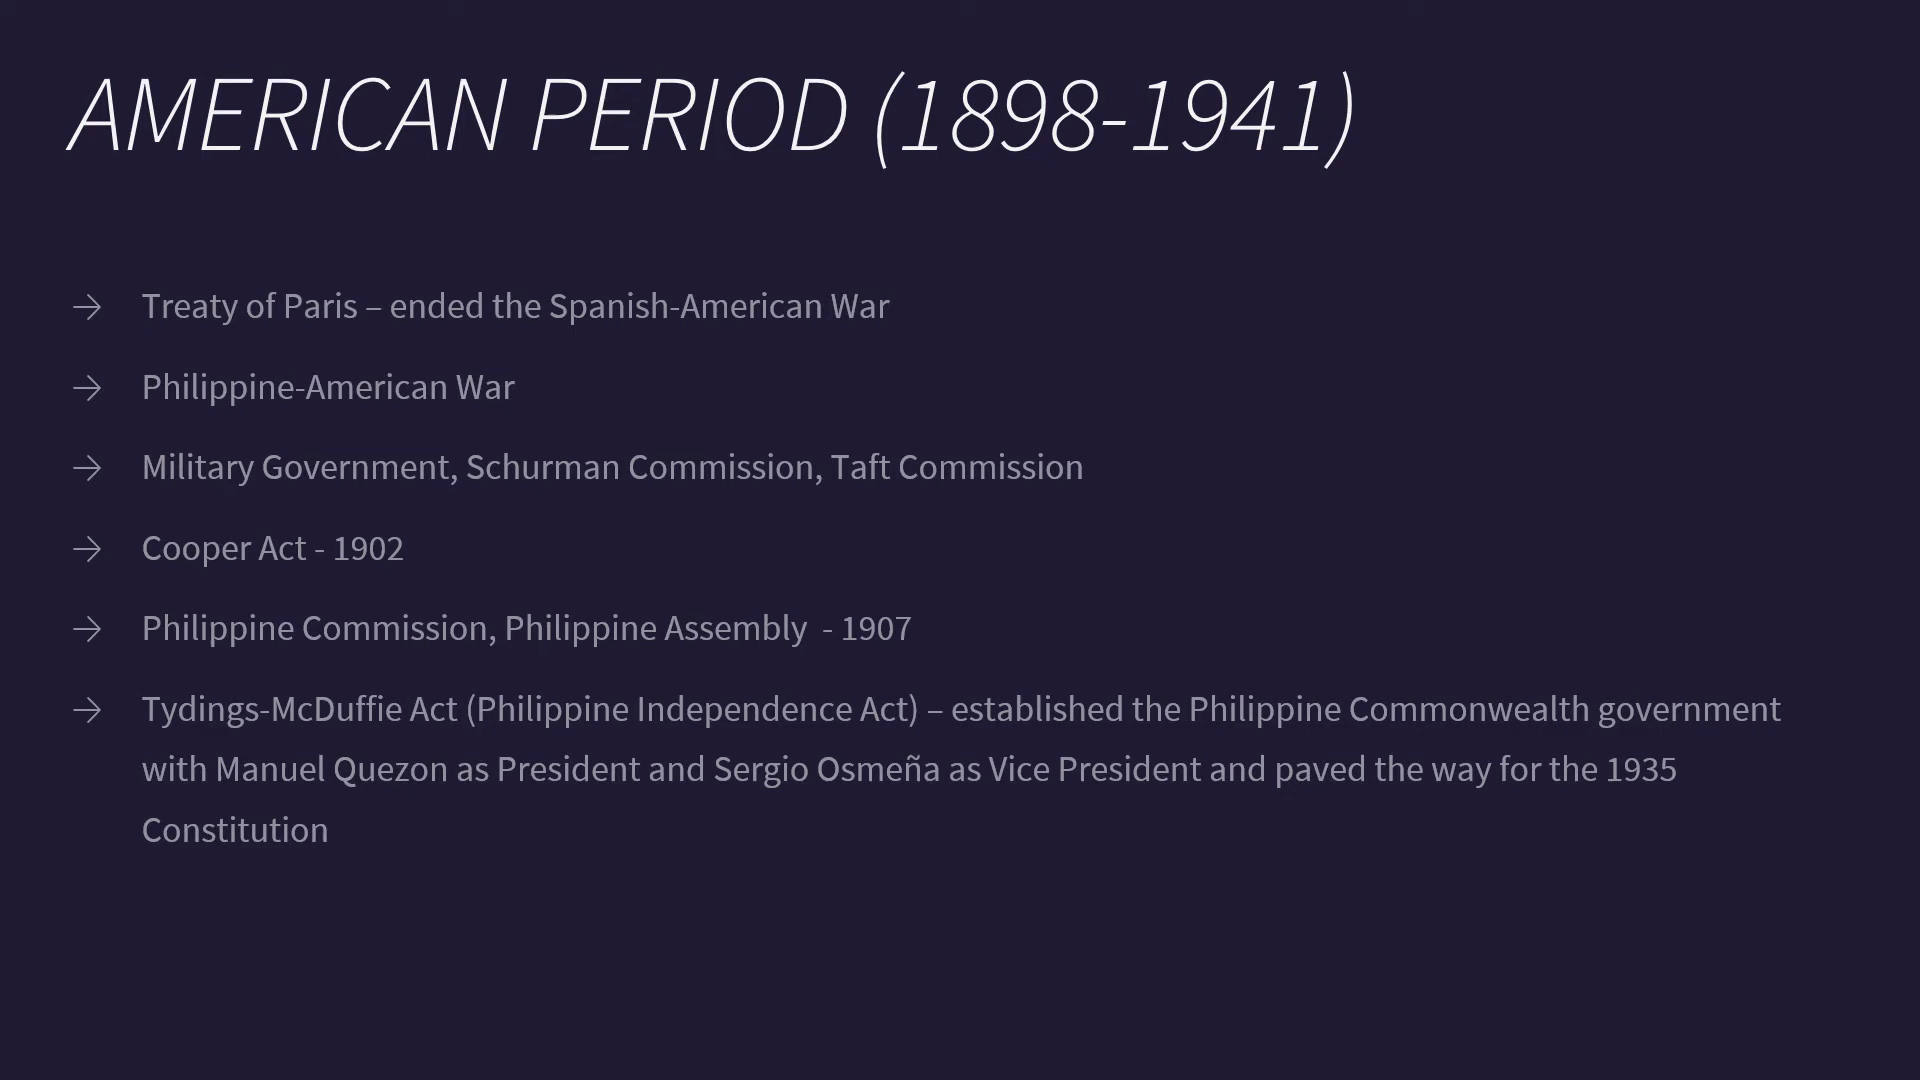 AMERICAN PERIOD (1898-1941)
→ Treaty of Paris – ended the Spanish-American War
→ Philippine-American War
→ Military Government, Schurman Commission, Taft Commission
→ Cooper Act - 1902
→ Philippine Commission, Philippine Assembly  - 1907
→ Tydings-McDuffie Act (Philippine Independence Act) – established the Philippine Commonwealth government
with Manuel Quezon as President and Sergio Osmeña as Vice President and paved the way for the 1935
Constitution